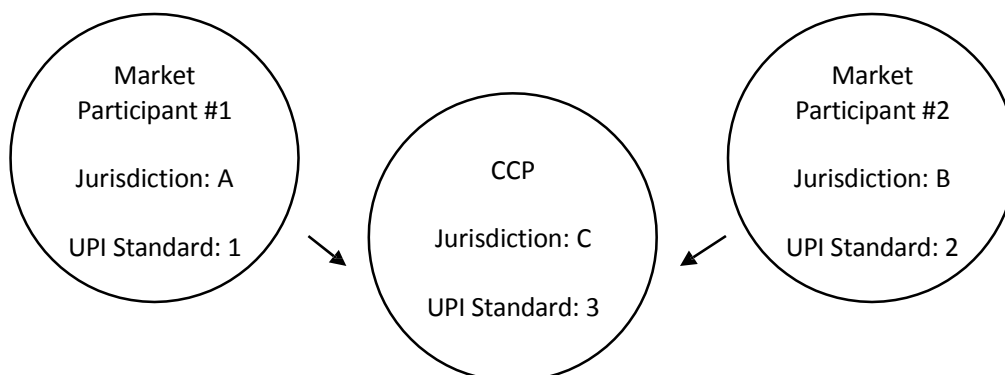 Market
Participant #1
Jurisdiction: A
UPI Standard: 1
CCP
Jurisdiction: C
UPI Standard: 3
Market
Participant #2
Jurisdiction: B
UPI Standard: 2